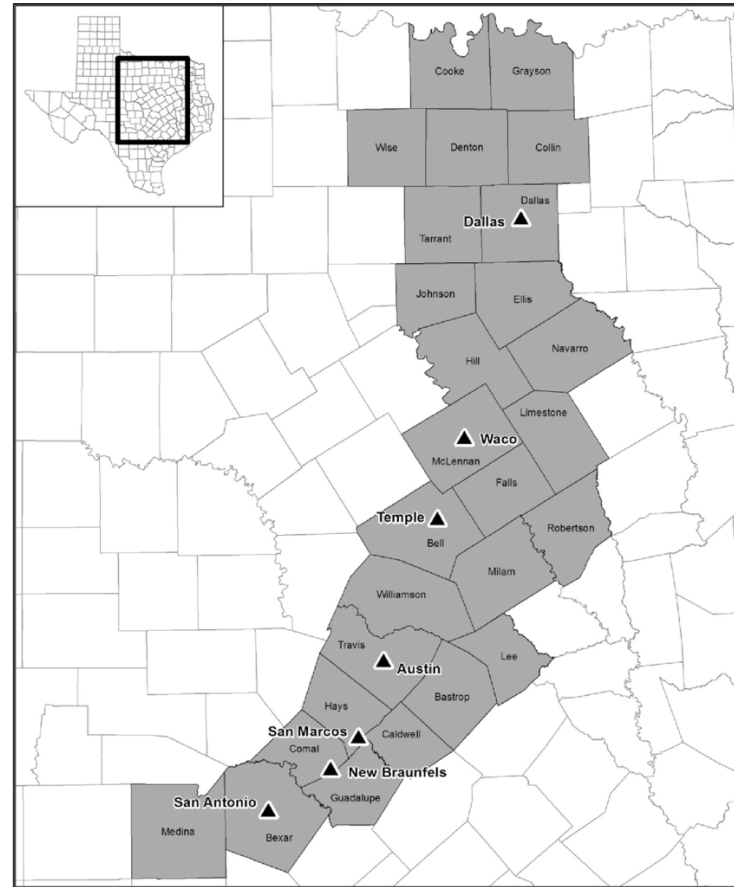 Cooke
Grayson
Wise
Denton
Collin
Dallas
Dallas
Tarrant
Johnson
Ellis
Navarro
Hill
Limestone
Waco
McLennan
Falls
Temple
Robertson
Bell
Milam
Williamson
Travis
Lee
Austin
Bastrop
Hays
San Marcos
Caldwell
Comal
New Braunfels
Guadalupe
San Antonio
Medina
Bexar